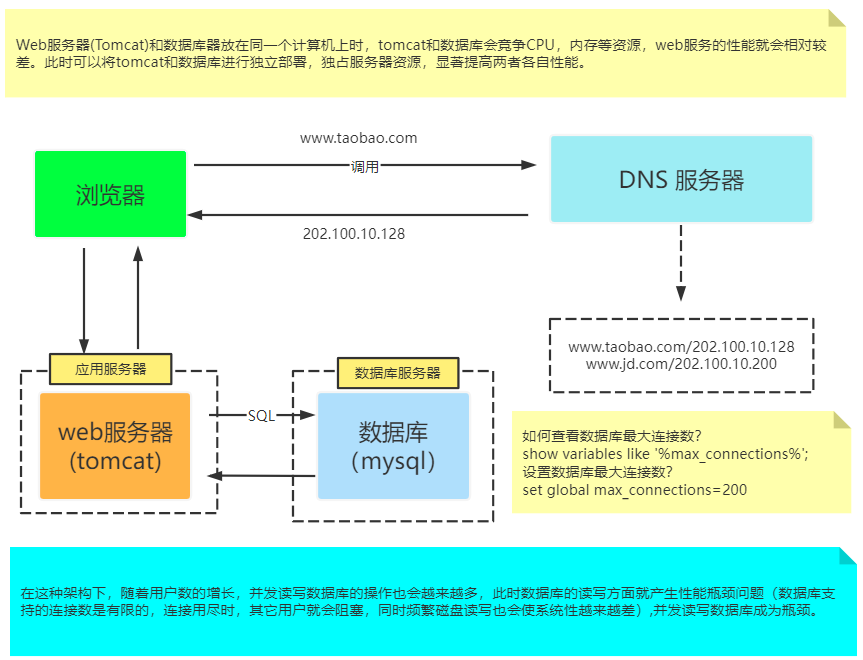 Web服务器(Tomcat)和数据库器放在同一个计算机上时，tomcat和数据库会竞争CPU，内存等资源，web服务的性能就会相对较
差。此时可以将tomcat和数据库进行独立部署，独占服务器资源，显著提高两者各自性能。
www.taobao.com
调用
浏览器
DNS 服务器
202.100.10.128
www.taobao.com/202.100.10.128
www.jd.com/202.100.10.200
应用服务器
web服务器
(tomcat)
SQL
数据库服务器
数据库
（mysql）
如何查看数据库最大连接数?
show variables like '%max_connections%';
设置数据库最大连接数?
set global max_connections=200
在这种架构下，随着用户数的增长，并发读写数据库的操作也会越来越多，此时数据库的读写方面就产生性能瓶颈问题（数据库支
持的连接数是有限的，连接用尽时，其它用户就会阻塞，同时频繁磁盘读写也会使系统性越来越差）,并发读写数据库成为瓶颈。